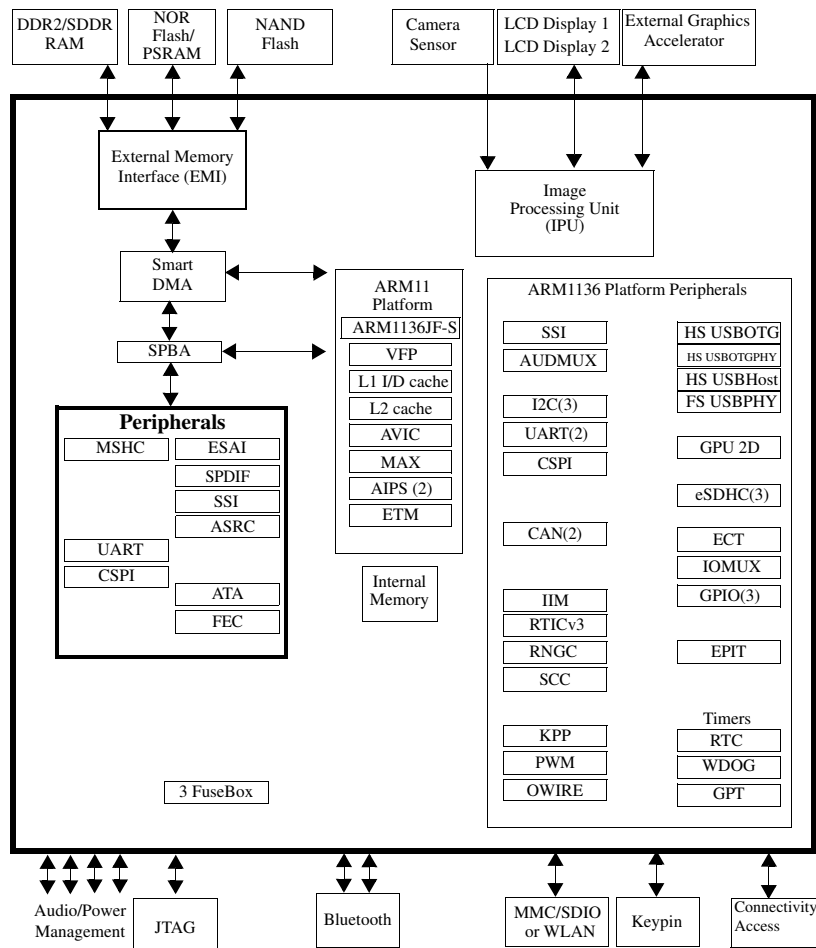 DDR2/SDDR
RAM
NOR
Flash/
PSRAM
NAND
Flash
Camera
Sensor
LCD Display 1
LCD Display 2
External Graphics
Accelerator
External Memory
Interface (EMI)
Image
Processing Unit
(IPU)
Smart
DMA
SPBA
ARM11
Platform
ARM1136JF-S
VFP
L1 I/D cache
L2 cache
AVIC
MAX
AIPS (2)
ETM
Internal
Memory
Peripherals
MSHC
ESAI
SPDIF
SSI
ASRC
UART
CSPI
ATA
FEC
3 FuseBox
ARM1136 Platform Peripherals
SSI
AUDMUX
I2C(3)
UART(2)
CSPI
CAN(2)
IIM
RTICv3
RNGC
SCC
KPP
PWM
OWIRE
HS USBOTG
HS USBOTGPHY
HS USBHost
FS USBPHY
GPU 2D
eSDHC(3)
ECT
IOMUX
GPIO(3)
EPIT
Timers
RTC
WDOG
GPT
Audio/Power
Management
JTAG
Bluetooth
MMC/SDIO
or WLAN
Keypin
Connectivity
Access